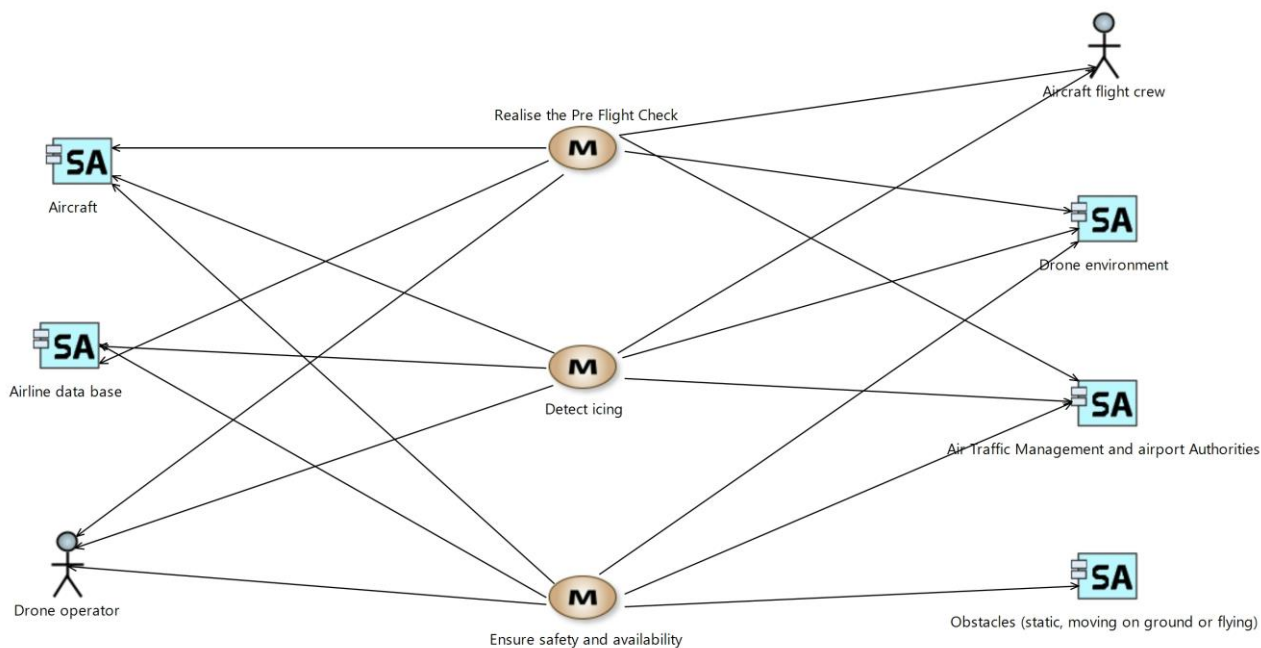 Aircraft flight crew
Realise the Pre Flight Check
M
SA
Aircraft
SA
Drone environment
SA
Airline data base
M
Detect icing
SA
Air Traffic Management and airport Authorities
Drone operator
M
Ensure safety and availability
SA
Obstacles (static, moving on ground or flying)